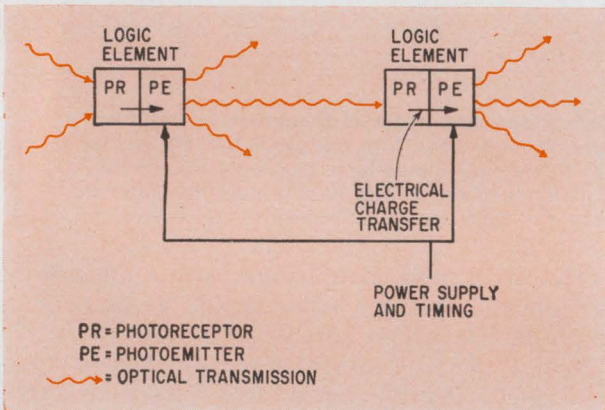 LOGIC
ELEMENT
LOGIC
ELEMENT
PR PE
PR PE
ELECTRICAL
CHARGE
TRANSFER
POWER SUPPLY
AND TIMING
PR = PHOTORECEPTOR
PE = PHOTOEMITTER
= OPTICAL TRANSMISSION